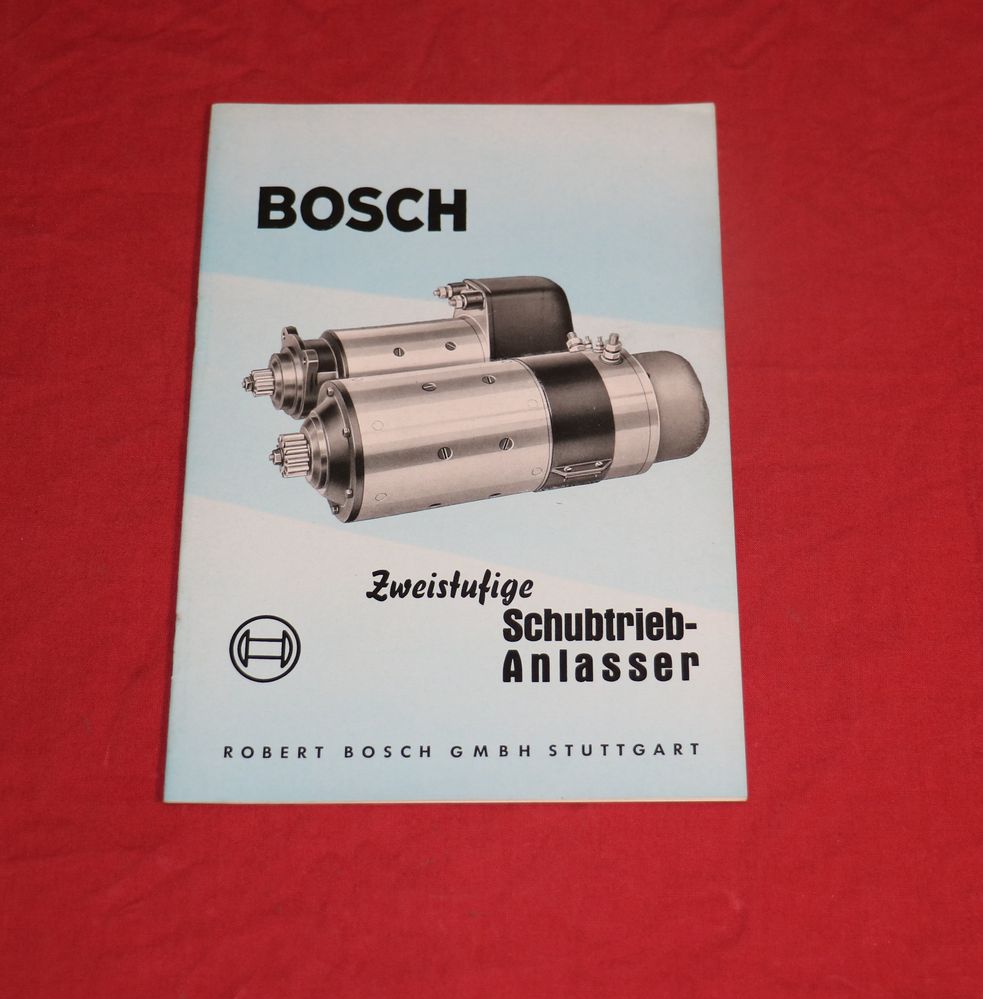 BOSCH
Zweistufige
Schubtrieb-
Anlasser
ROBERT BOSCH GMBH STUTTGART